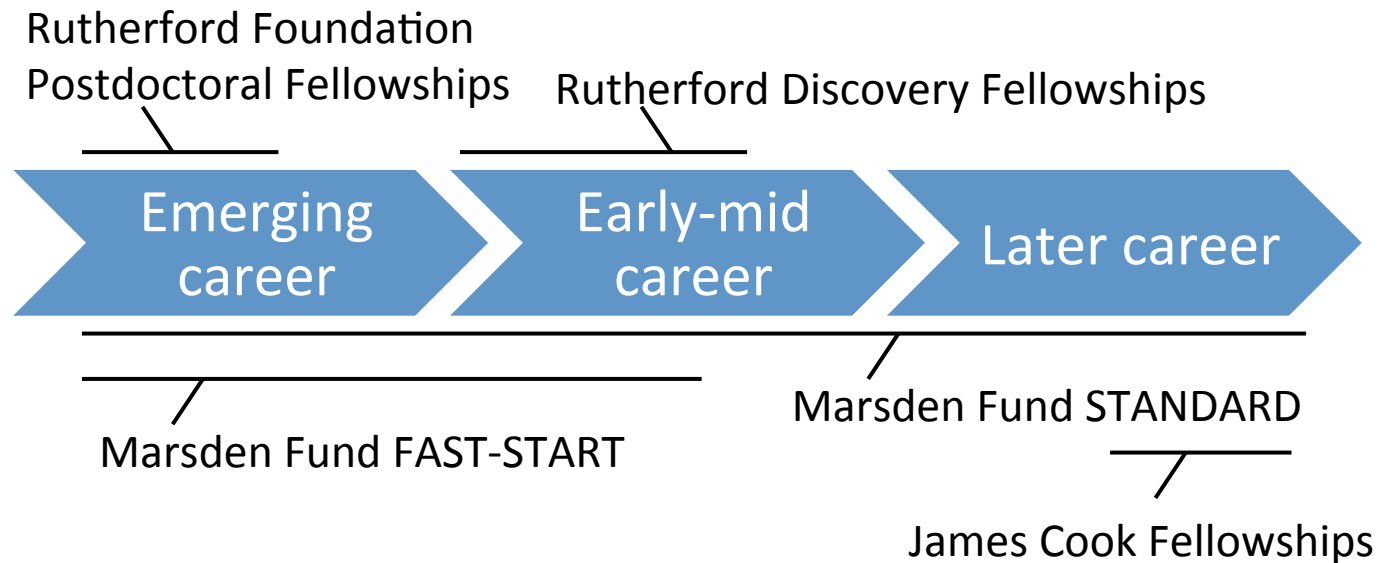 Rutherford Foundation
Postdoctoral Fellowships
Rutherford Discovery Fellowships
Emerging
career
Early-mid
career
Later career
Marsden Fund STANDARD
Marsden Fund FAST-START
James Cook Fellowships